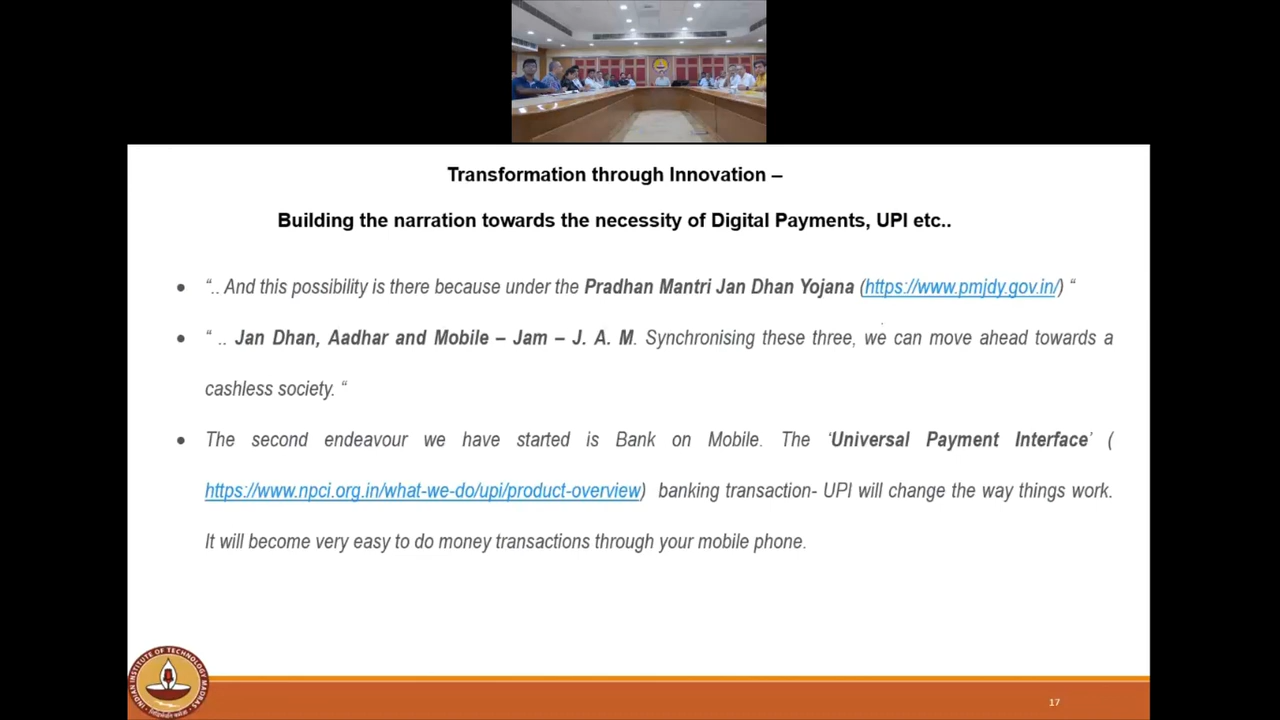 Transformation through Innovation –
Building the narration towards the necessity of Digital Payments, UPI etc..
• “.. And this possibility is there because under the Pradhan Mantri Jan Dhan Yojana (https://www.pmjdy.gov.in/) “
• “ .. Jan Dhan, Aadhar and Mobile – Jam – J. A. M. Synchronising these three, we can move ahead towards a
cashless society. “
• The second endeavour we have started is Bank on Mobile. The ‘Universal Payment Interface’ (
https://www.npci.org.in/what-we-do/upi/product-overview) banking transaction- UPI will change the way things work.
It will become very easy to do money transactions through your mobile phone.
INDIAN INSTITUTE OF TECHNOLOGY MADRAS
17